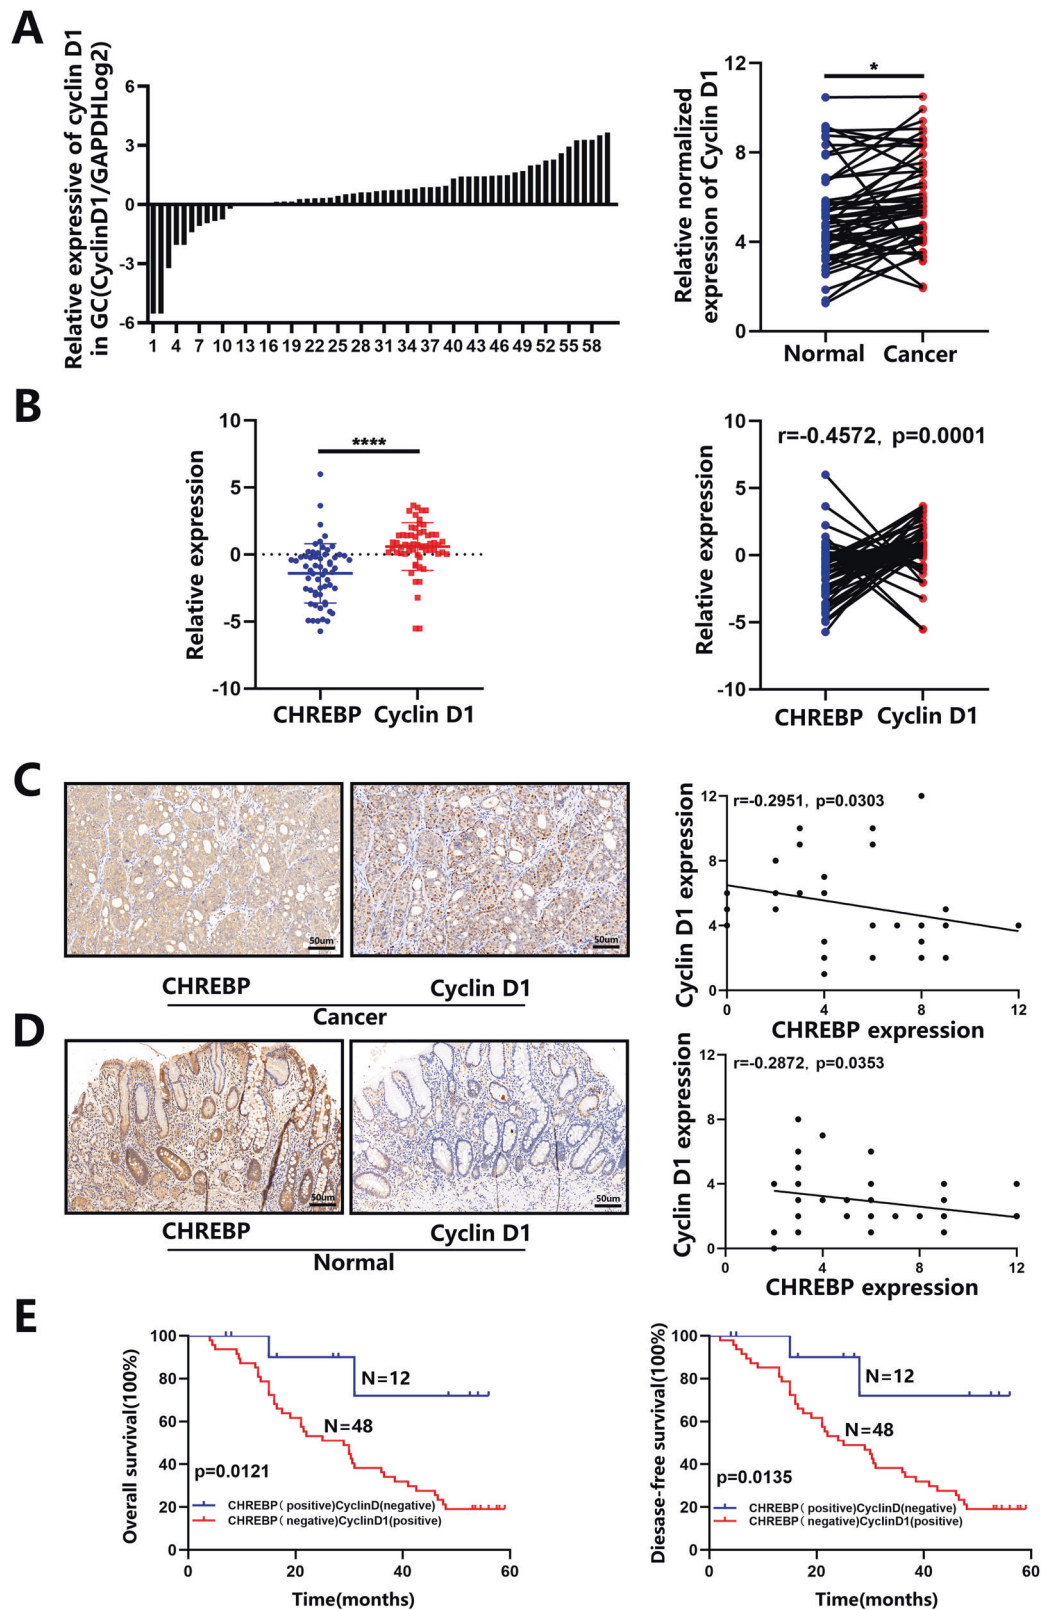 A
Relative expressive of cyclin D1
in GC(CyclinD1/GAPDHLog2)
6
3
0
-3
-6
1 4 7 10 13 16 19 22 25 28 31 34 37 40 43 46 49 52 55 58
Relative normalized
expression of Cyclin D1
12
8
4
0
*
Normal Cancer
B
Relative expression
10
5
0
-5
-10
****
CHREBP Cyclin D1
Relative expression
10
5
0
-5
-10
r=-0.4572, p=0.0001
CHREBP Cyclin D1
C
50um
50um
CHREBP Cyclin D1
Cancer
Cyclin D1 expression
12
8
4
0
r=-0.2951, p=0.0303
0 4 8 12
CHREBP expression
D
50um
50um
CHREBP Cyclin D1
Normal
Cyclin D1 expression
12
8
4
0
r=-0.2872, p=0.0353
0 4 8 12
CHREBP expression
E
Overall survival(100%)
100
80
60
40
20
0
N=12
N=48
p=0.0121
CHREBP( positive)CyclinD(negative)
CHREBP( negative)CyclinD1(positive)
0 20 40 60
Time(months)
Diesase-free survival(100%)
100
80
60
40
20
0
N=12
N=48
p=0.0135
CHREBP( positive)CyclinD(negative)
CHREBP( negative)CyclinD1(positive)
0 20 40 60
Time(months)